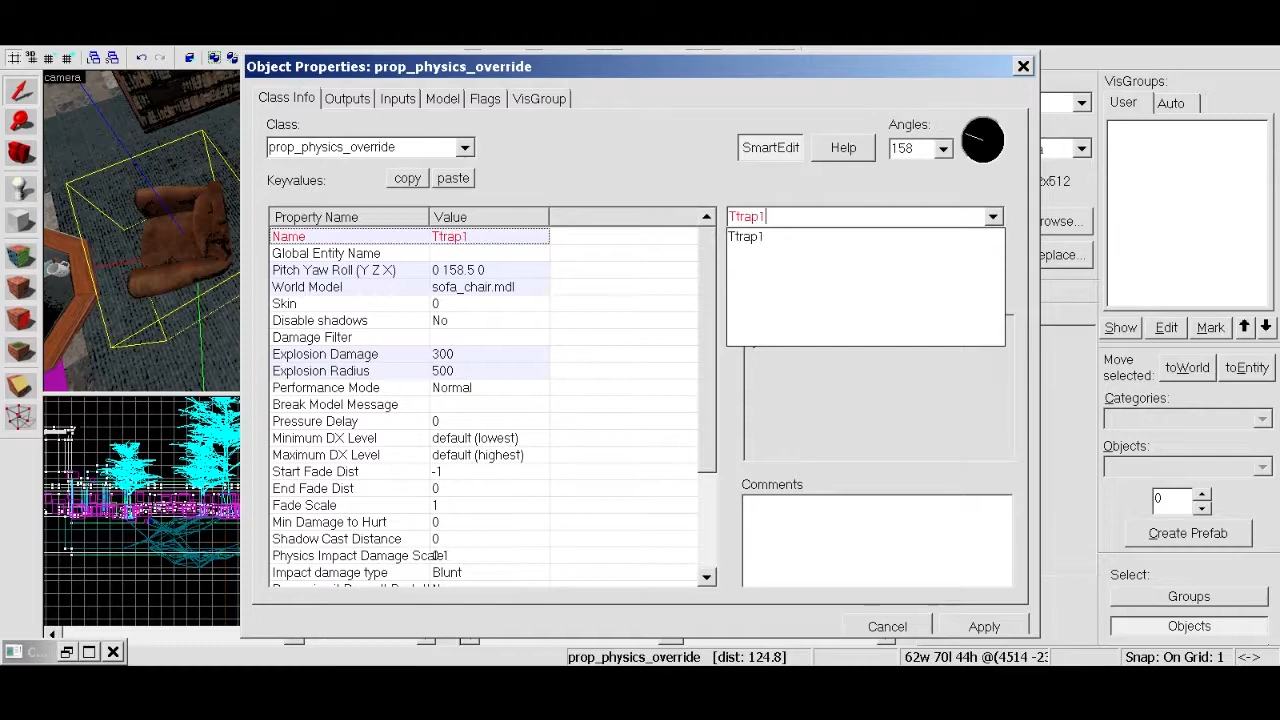 Object Properties: prop_physics_override
camera
VisGroups:
User
Auto
Class Info
Outputs
Inputs
Model
Flags
VisGroup
Class:
prop_physics_override
SmartEdit
Help
Angles:
158
Keyvalues:
copy
paste
Property Name Value
Name Ttrap1
Global Entity Name
Pitch Yaw Roll (Y Z X) 0 158.5 0
World Model sofa_chair.mdl
Skin 0
Disable shadows No
Damage Filter
Explosion Damage 300
Explosion Radius 500
Performance Mode Normal
Break Model Message
Pressure Delay 0
Minimum DX Level default (lowest)
Maximum DX Level default (highest)
Start Fade Dist -1
End Fade Dist 0
Fade Scale 1
Min Damage to Hurt 0
Shadow Cast Distance 0
Physics Impact Damage Scale
Impact damage type Blunt
Ttrap1
Ttrap1
Comments
Cancel
Apply
x512
rowse...
eplace...
Show
Edit
Mark
Move
selected:
toWorld
toEntity
Categories:
Objects:
0
Create Prefab
Select:
Groups
Objects
C...
prop_physics_override [dist: 124.8]
62w 70l 44h @(4514 -23
Snap: On Grid: 1
<->